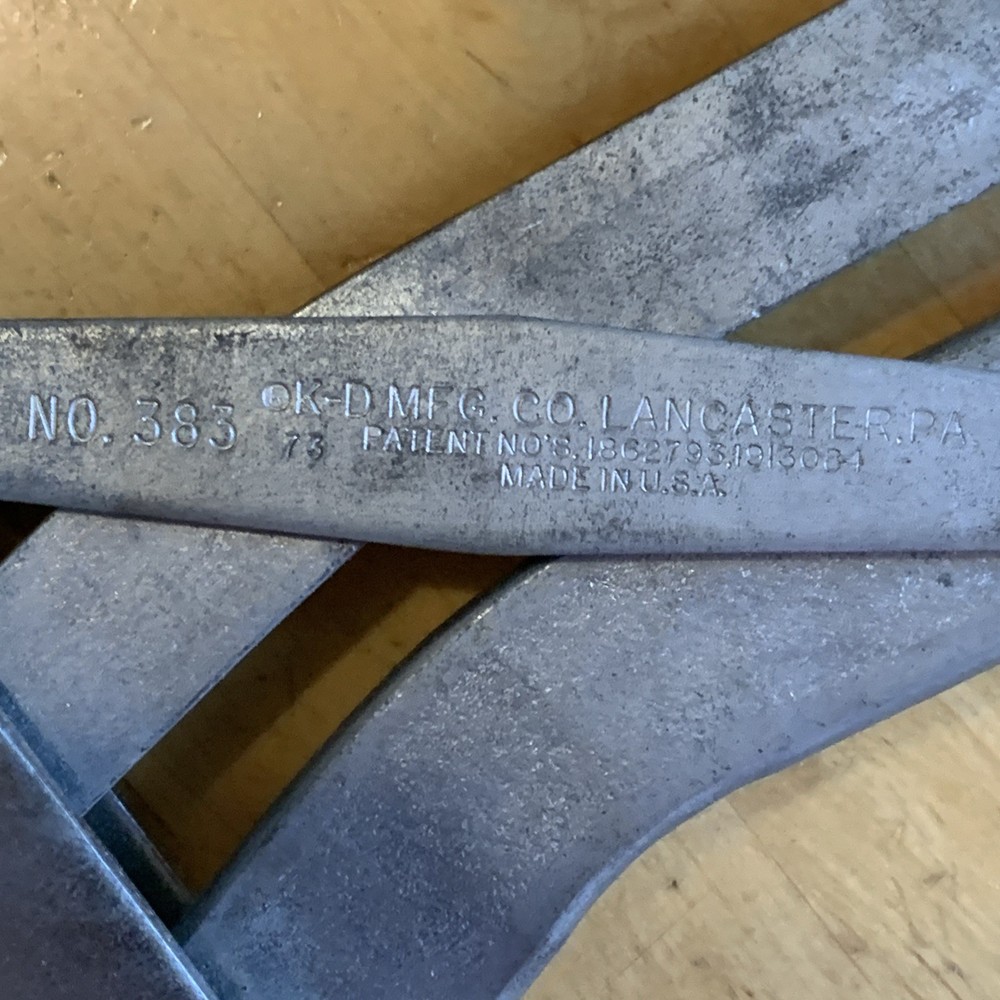 NO. 383 K-D MFG. CO. LANCASTER, PA.
73 PATENT NO'S. 1862793, 1913084
MADE IN U.S.A.